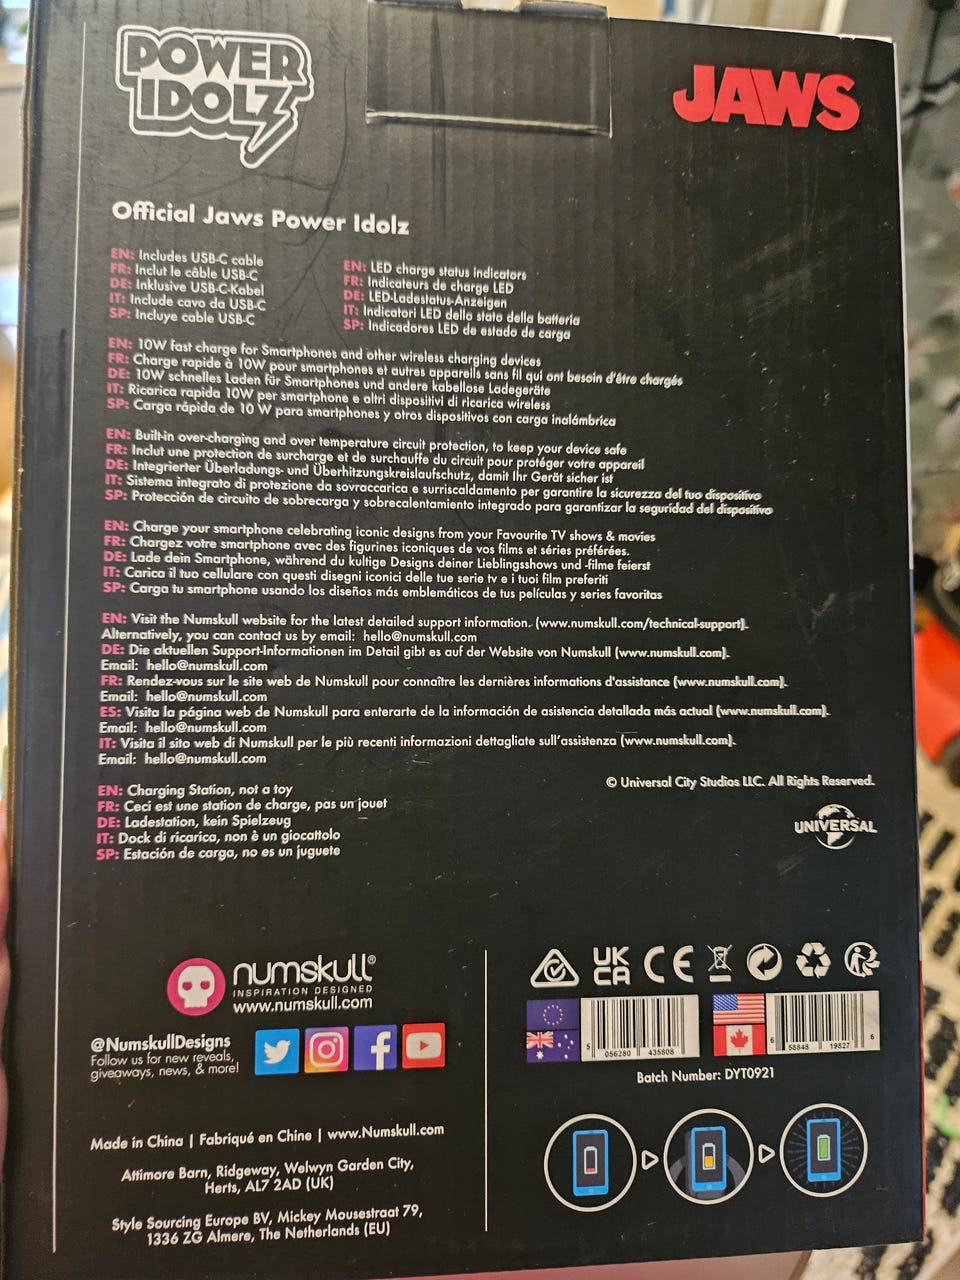 POWER
IDOLZ
JAWS
Official Jaws Power Idolz
EN: Includes USB-C cable
FR: Inclut le câble USB-C
DE: Inklusive USB-C-Kabel
IT: Include cavo da USB-C
SP: Incluye cable USB-C
EN: LED charge status indicators
FR: Indicateurs de charge LED
DE: LED-Ladestatus-Anzeigen
IT: Indicatori LED dello stato della batteria
SP: Indicadores LED de estado de carga
EN: 10W fast charge for Smartphones and other wireless charging devices
FR: Charge rapide à 10W pour smartphones et autres appareils sans fil qui ont besoin d'être chargés
DE: 10W schnelles Laden für Smartphones und andere kabellose Ladegeräte
IT: Ricarica rapida 10W per smartphone e altri dispositivi di ricarica wireless
SP: Carga rápida de 10 W para smartphones y otros dispositivos con carga inalámbrica
EN: Built-in over-charging and over temperature circuit protection, to keep your device safe
FR: Inclut une protection de surcharge et de surchauffe du circuit pour protéger votre appareil
DE: Integrierter Überladungs- und Überhitzungskreislaufschutz, damit Ihr Gerät sicher ist
IT: Sistema integrato di protezione da sovraccarica e surriscaldamento per garantire la sicurezza del tuo dispositivo
SP: Protección de circuito de sobrecarga y sobrecalentamiento integrado para garantizar la seguridad del dispositivo
EN: Charge your smartphone celebrating iconic designs from your Favourite TV shows & movies
FR: Chargez votre smartphone avec des figurines iconiques de vos films et séries préférées.
DE: Lade dein Smartphone, während du kultige Designs deiner Lieblingsshows und -filme feierst
IT: Carica il tuo cellulare con questi disegni iconici delle tue serie tv e i tuoi film preferiti
SP: Carga tu smartphone usando los diseños más emblemáticos de tus películas y series favoritas
EN: Visit the Numskull website for the latest detailed support information. (www.numskull.com/technical-support).
Alternatively, you can contact us by email: hello@numskull.com
DE: Die aktuellen Support-Informationen im Detail gibt es auf der Website von Numskull (www.numskull.com).
Email: hello@numskull.com
FR: Rendez-vous sur le site web de Numskull pour connaître les dernières informations d'assistance (www.numskull.com).
Email: hello@numskull.com
ES: Visita la página web de Numskull para enterarte de la información de asistencia detallada más actual (www.numskull.com).
Email: hello@numskull.com
IT: Visita il sito web di Numskull per le più recenti informazioni dettagliate sull'assistenza (www.numskull.com).
Email: hello@numskull.com
© Universal City Studios LLC. All Rights Reserved.
UNIVERSAL
EN: Charging Station, not a toy
FR: Ceci est une station de charge, pas un jouet
DE: Ladestation, kein Spielzeug
IT: Dock di ricarica, non è un giocattolo
SP: Estación de carga, no es un juguete
numskull®
INSPIRATION DESIGNED
www.numskull.com
@NumskullDesigns
Follow us for new reveals,
giveaways, news, & more!
UK
CA
CE
5 056280 435808
6 58848 19827 6
Batch Number: DYT0921
Made in China | Fabriqué en Chine | www.Numskull.com
Attimore Barn, Ridgeway, Welwyn Garden City,
Herts, AL7 2AD (UK)
Style Sourcing Europe BV, Mickey Mousestraat 79,
1336 ZG Almere, The Netherlands (EU)